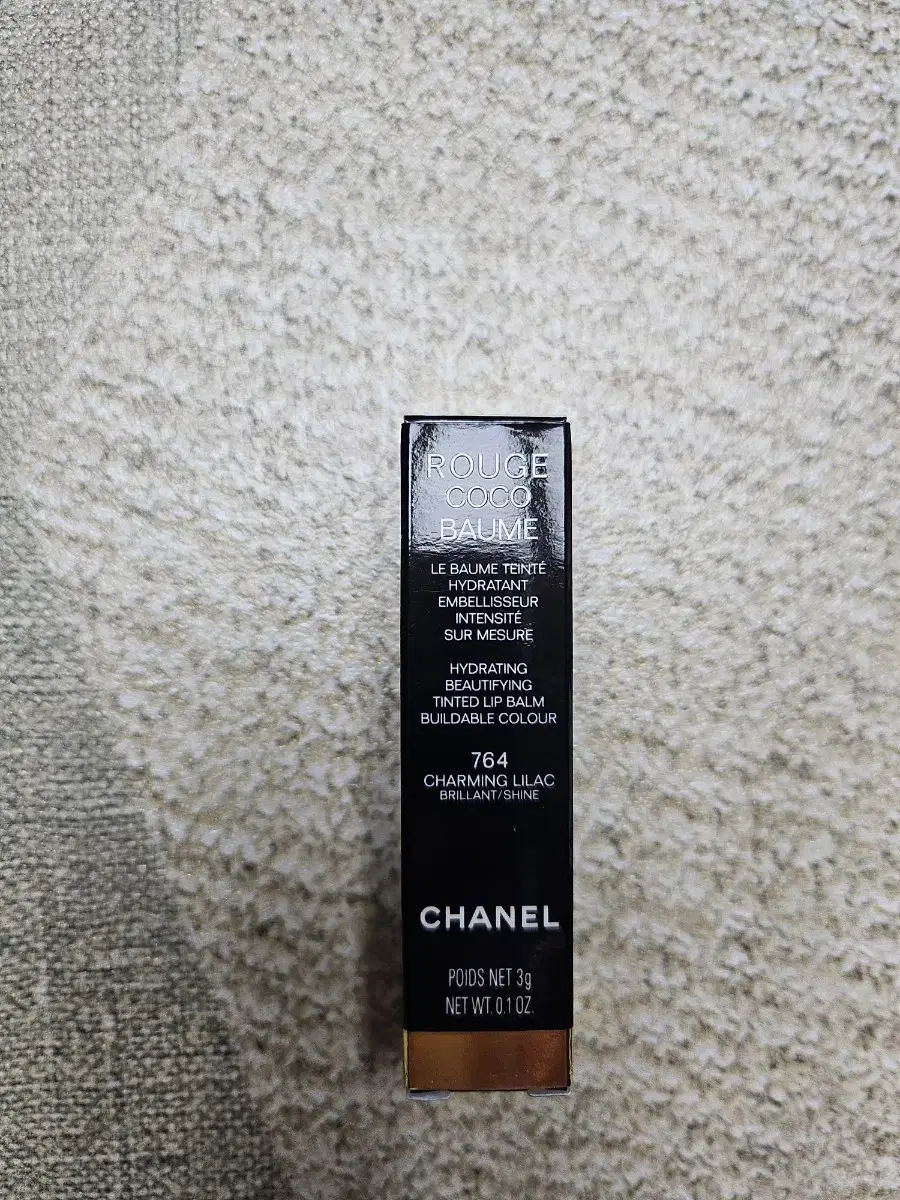 ROUGE
COCO
BAUME
LE BAUME TEINTÉ
HYDRATANT
EMBELLISSEUR
INTENSITÉ
SUR MESURE
HYDRATING
BEAUTIFYING
TINTED LIP BALM
BUILDABLE COLOUR
764
CHARMING LILAC
BRILLANT/SHINE
CHANEL
POIDS NET 3g
NET WT. 0.1 OZ.